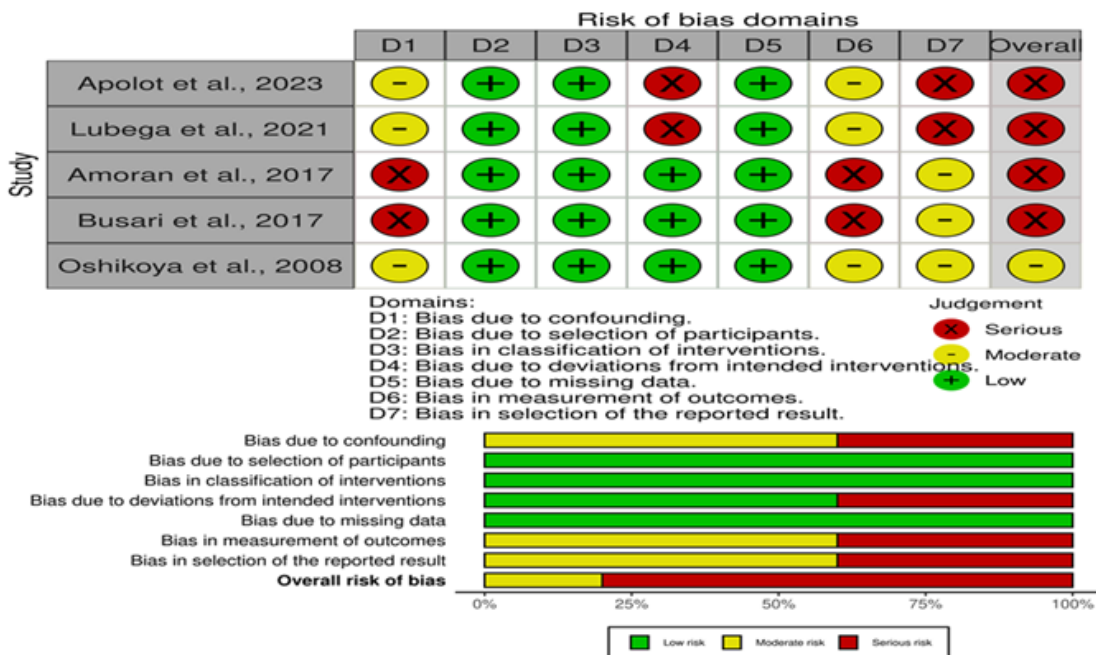 Risk of bias domains
D1 D2 D3 D4 D5 D6 D7 Overall
Study
Apolot et al., 2023 - + + X + - X X
Lubega et al., 2021 - + + X + - X X
Amoran et al., 2017 X + + + + X - X
Busari et al., 2017 X + + + + X - X
Oshikoya et al., 2008 - + + + + - - -
Domains:
D1: Bias due to confounding.
D2: Bias due to selection of participants.
D3: Bias in classification of interventions.
D4: Bias due to deviations from intended interventions.
D5: Bias due to missing data.
D6: Bias in measurement of outcomes.
D7: Bias in selection of the reported result.
Judgement
X Serious
- Moderate
+ Low
Bias due to confounding
Bias due to selection of participants
Bias in classification of interventions
Bias due to deviations from intended interventions
Bias due to missing data
Bias in measurement of outcomes
Bias in selection of the reported result
Overall risk of bias
0% 25% 50% 75% 100%
Low risk Moderate risk Serious risk